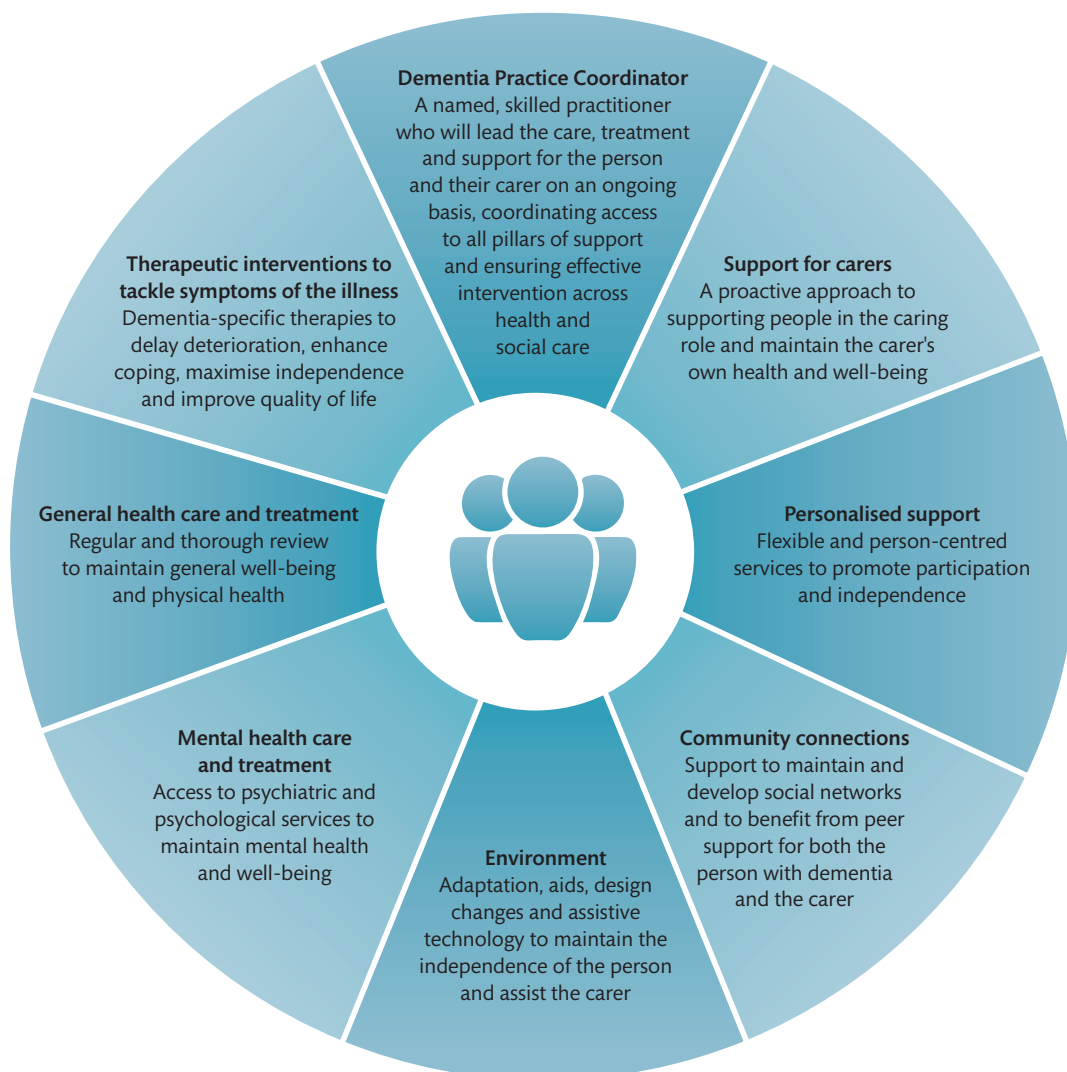 Dementia Practice Coordinator
A named, skilled practitioner
who will lead the care, treatment
and support for the person
and their carer on an ongoing
basis, coordinating access
to all pillars of support
and ensuring effective
intervention across
health and
social care
Support for carers
A proactive approach to
supporting people in the caring
role and maintain the carer's
own health and well-being
Personalised support
Flexible and person-centred
services to promote participation
and independence
Community connections
Support to maintain and
develop social networks
and to benefit from peer
support for both the
person with dementia
and the carer
Environment
Adaptation, aids, design
changes and assistive
technology to maintain the
independence of the person
and assist the carer
Mental health care
and treatment
Access to psychiatric and
psychological services to
maintain mental health
and well-being
General health care and treatment
Regular and thorough review
to maintain general well-being
and physical health
Therapeutic interventions to
tackle symptoms of the illness
Dementia-specific therapies to
delay deterioration, enhance
coping, maximise independence
and improve quality of life